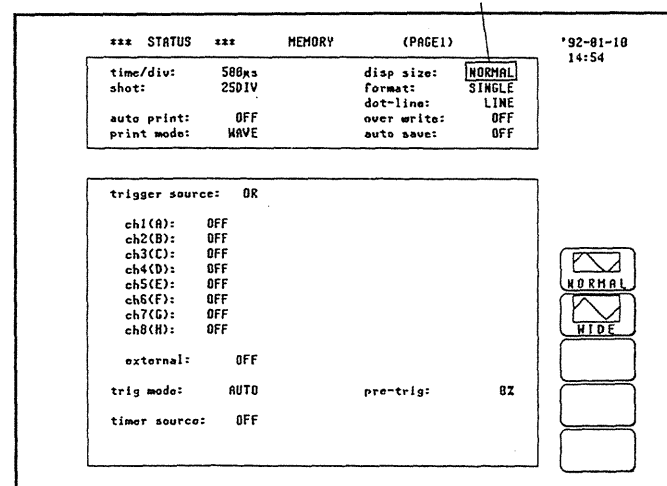 *** STATUS *** MEMORY (PAGE1) '92-01-10
14:54
time/div: 500µs disp size: NORMAL
shot: 25DIV format: SINGLE
dot-line: LINE
auto print: OFF over write: OFF
print mode: WAVE auto save: OFF
trigger source: OR
ch1(A): OFF
ch2(B): OFF
ch3(C): OFF
ch4(D): OFF
ch5(E): OFF
ch6(F): OFF
ch7(G): OFF
ch8(H): OFF
external: OFF
trig mode: AUTO pre-trig: 0%
timer source: OFF
NORMAL
WIDE